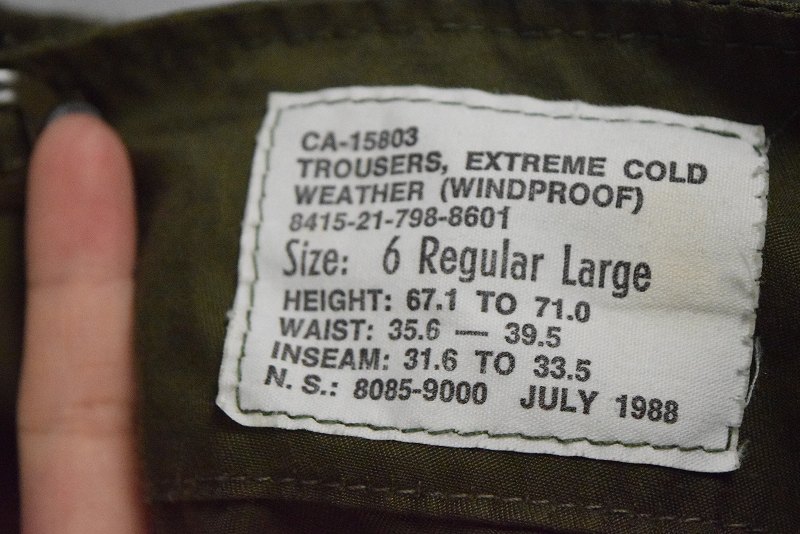 CA-15803
TROUSERS, EXTREME COLD
WEATHER (WINDPROOF)
8415-21-798-8601
Size: 6 Regular Large
HEIGHT: 67.1 TO 71.0
WAIST: 35.6 — 39.5
INSEAM: 31.6 TO 33.5
N. S.: 8085-9000 JULY 1988